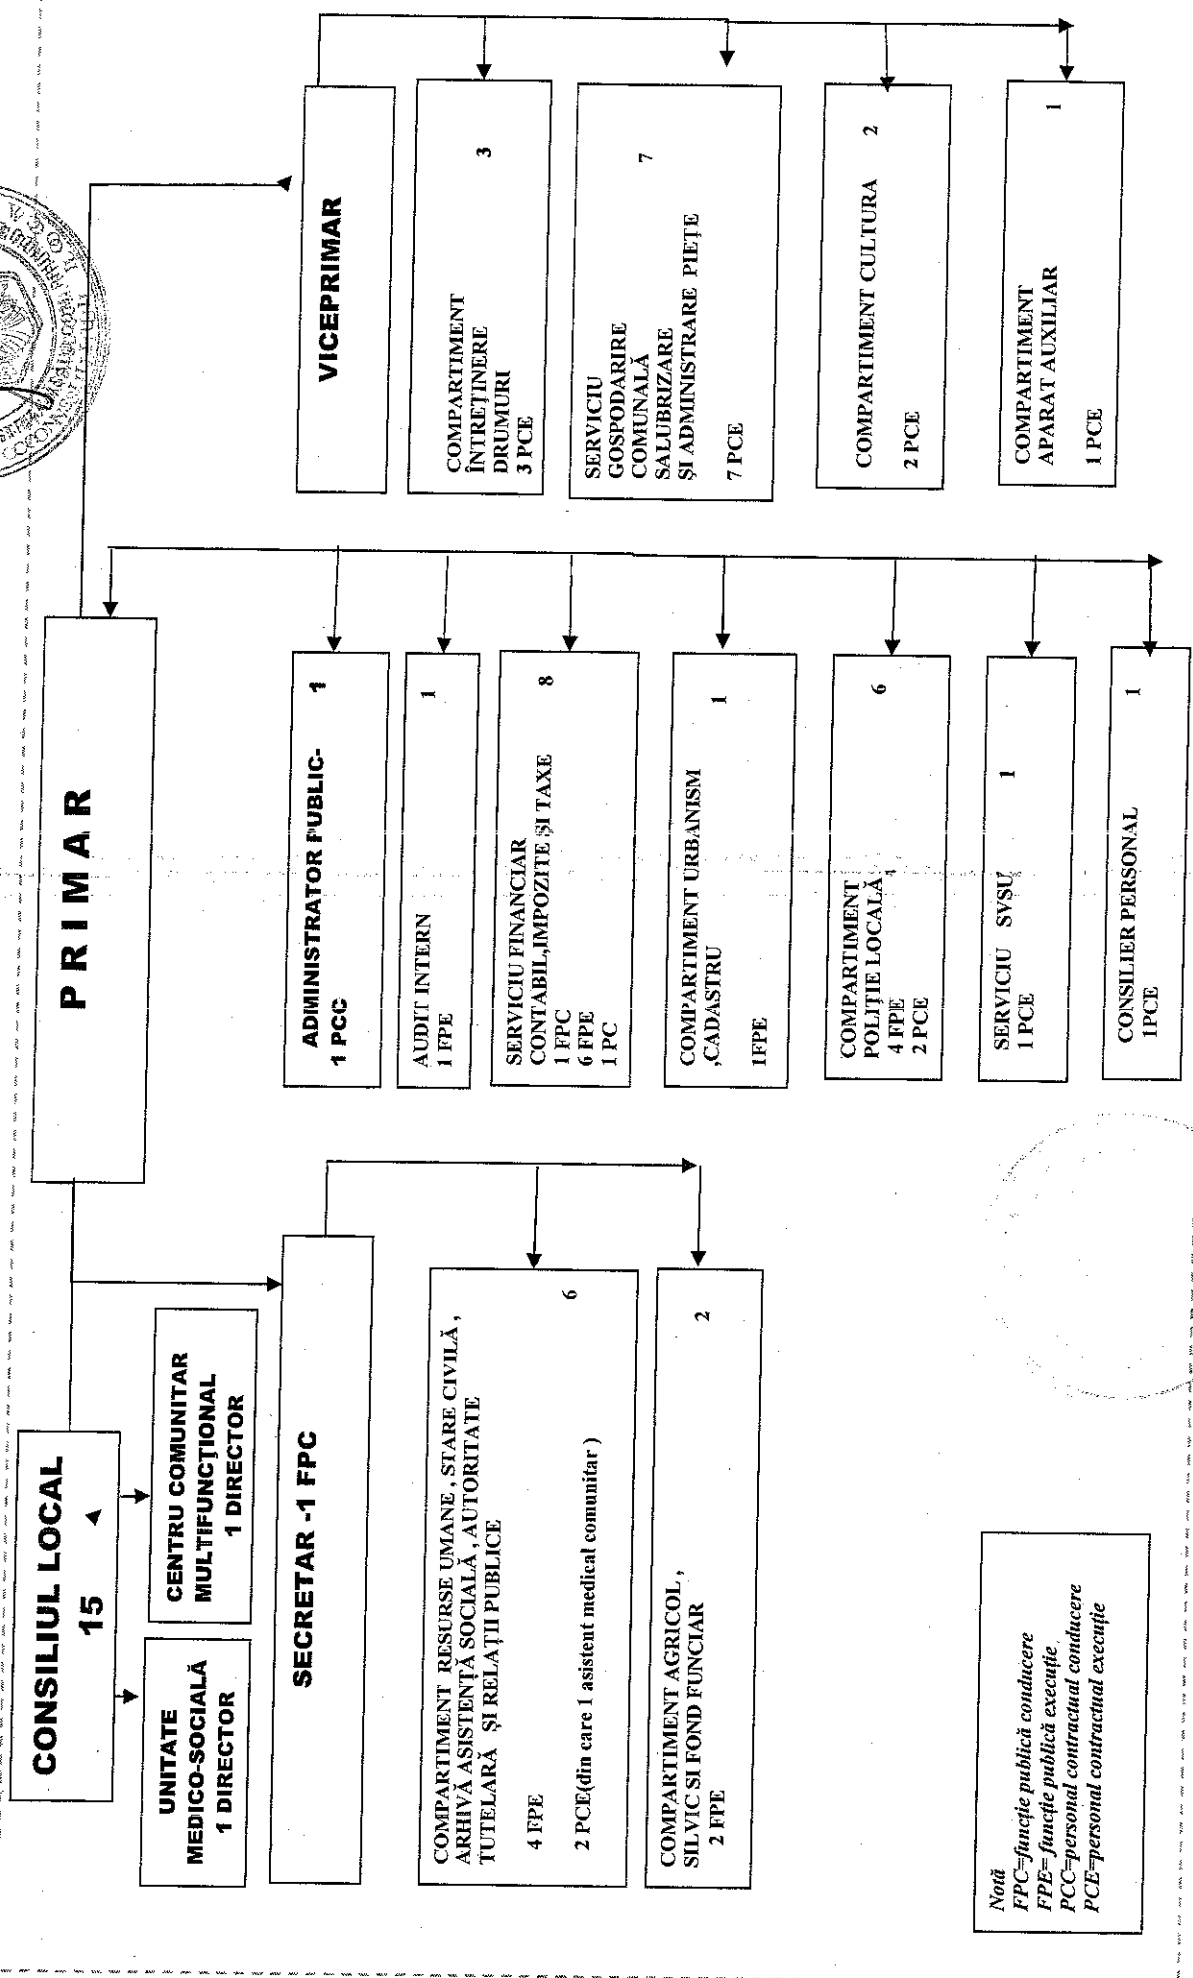 CONSILIUL LOCAL
15
UNITATE
MEDICO-SOCIALĂ
1 DIRECTOR
CENTRU COMUNITAR
MULTIFUNCȚIONAL
1 DIRECTOR
PRIMAR
SECRETAR -1 FPC
COMPARTIMENT RESURSE UMANE , STARE CIVILĂ ,
ARHIVĂ ASISTENȚĂ SOCIALĂ , AUTORITATE
TUTELARĂ ȘI RELAȚII PUBLICE
4 FPE
6
2 PCE(din care 1 asistent medical comunitar )
COMPARTIMENT AGRICOL ,
SILVIC SI FOND FUNCIAR 2
2 FPE
ADMINISTRATOR PUBLIC- 1
1 PCC
AUDIT INTERN 1
1 FPE
SERVICIU FINANCIAR
CONTABIL,IMPOZITE ȘI TAXE 8
1 FPC
6 FPE
1 PC
COMPARTIMENT URBANISM
,CADASTRU 1
1FPE
COMPARTIMENT
POLIȚIE LOCALĂ 6
4 FPE
2 PCE
SERVICIU SVSU 1
1 PCE
CONSILIER PERSONAL 1
1PCE
VICEPRIMAR
COMPARTIMENT
ÎNTREȚINERE 3
DRUMURI
3 PCE
SERVICIU
GOSPODARIRE
COMUNALĂ 7
SALUBRIZARE
ȘI ADMINISTRARE PIEȚE
7 PCE
COMPARTIMENT CULTURA 2
2 PCE
COMPARTIMENT
APARAT AUXILIAR 1
1 PCE
Notă
FPC=funcție publică conducere
FPE= funcție publică execuție
PCC=personal contractual conducere
PCE=personal contractual execuție